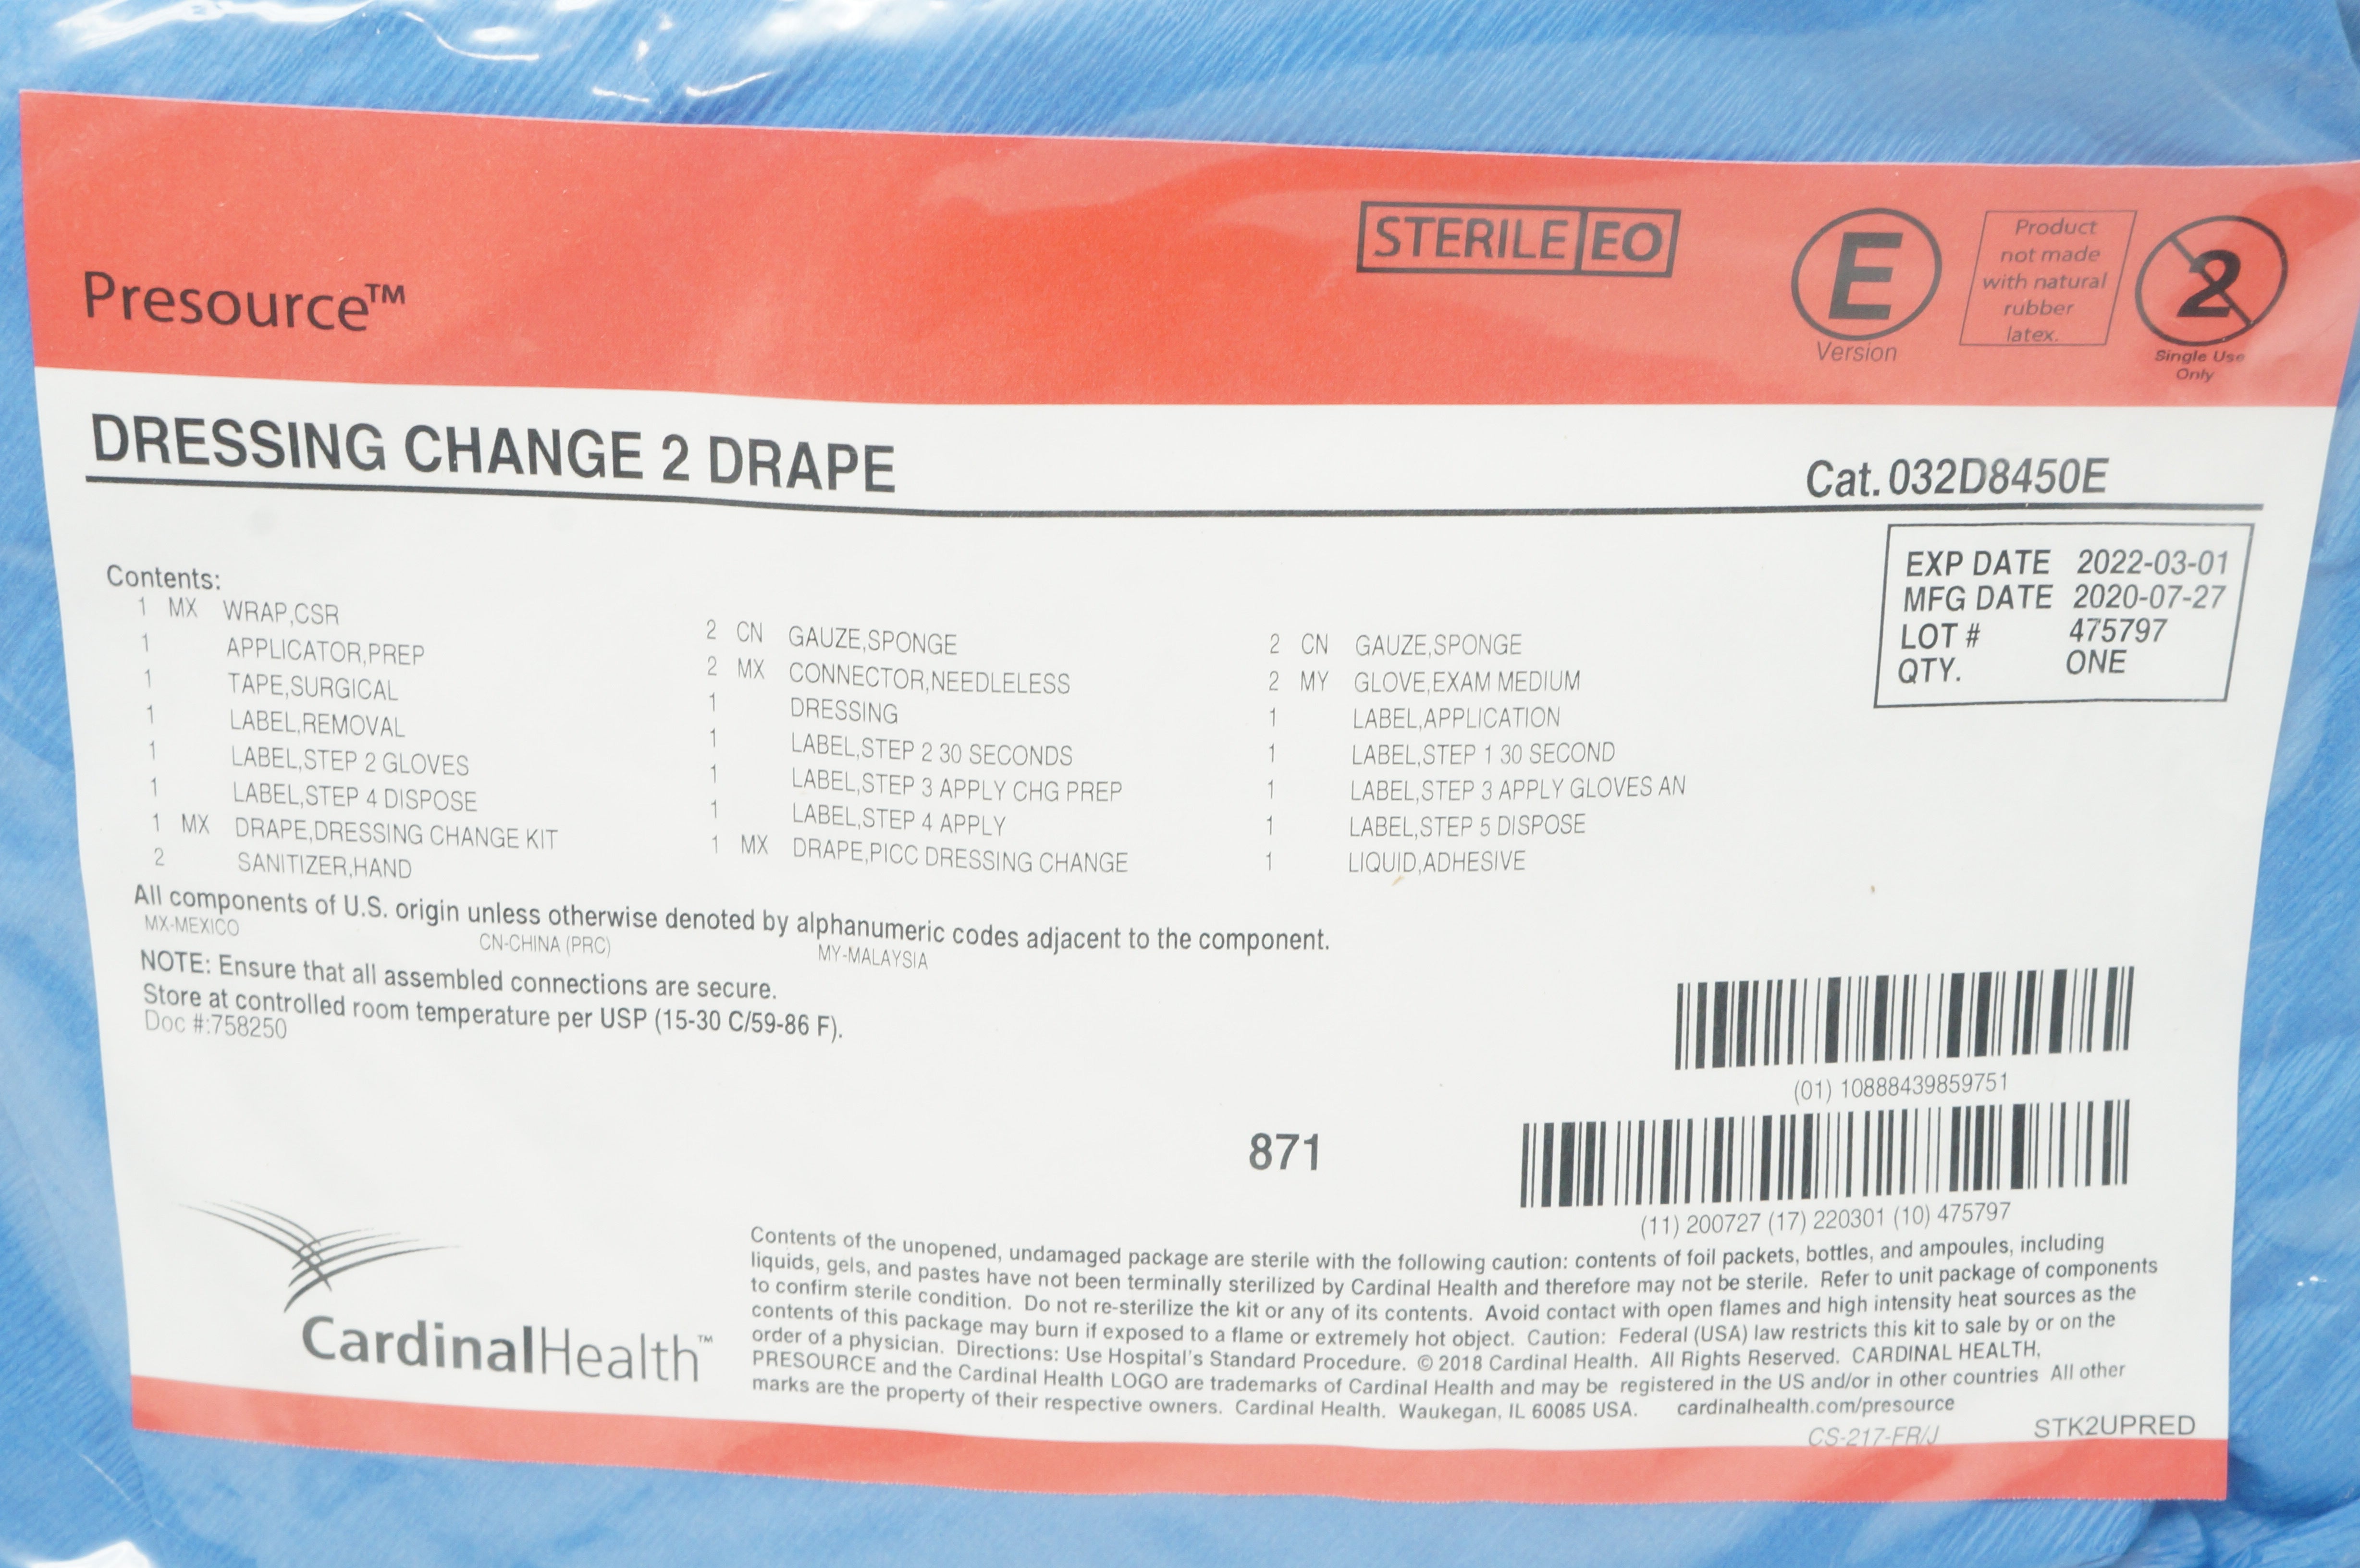 Presource™
STERILE EO
E
Version
Product
not made
with natural
rubber
latex.
2
Single Use
Only
DRESSING CHANGE 2 DRAPE
Cat. 032D8450E
EXP DATE 2022-03-01
MFG DATE 2020-07-27
LOT # 475797
QTY. ONE
Contents:
1 MX WRAP,CSR
1 APPLICATOR,PREP
1 TAPE,SURGICAL
1 LABEL,REMOVAL
1 LABEL,STEP 2 GLOVES
1 LABEL,STEP 4 DISPOSE
1 MX DRAPE,DRESSING CHANGE KIT
2 SANITIZER,HAND
2 CN GAUZE,SPONGE
2 MX CONNECTOR,NEEDLELESS
1 DRESSING
1 LABEL,STEP 2 30 SECONDS
1 LABEL,STEP 3 APPLY CHG PREP
1 LABEL,STEP 4 APPLY
1 MX DRAPE,PICC DRESSING CHANGE
2 CN GAUZE,SPONGE
2 MY GLOVE,EXAM MEDIUM
1 LABEL,APPLICATION
1 LABEL,STEP 1 30 SECOND
1 LABEL,STEP 3 APPLY GLOVES AN
1 LABEL,STEP 5 DISPOSE
1 LIQUID,ADHESIVE
All components of U.S. origin unless otherwise denoted by alphanumeric codes adjacent to the component.
MX-MEXICO CN-CHINA (PRC) MY-MALAYSIA
NOTE: Ensure that all assembled connections are secure.
Store at controlled room temperature per USP (15-30 C/59-86 F).
Doc #:758250
(01) 10888439859751
871
(11) 200727 (17) 220301 (10) 475797
CardinalHealth™
Contents of the unopened, undamaged package are sterile with the following caution: contents of foil packets, bottles, and ampoules, including
liquids, gels, and pastes have not been terminally sterilized by Cardinal Health and therefore may not be sterile. Refer to unit package of components
to confirm sterile condition. Do not re-sterilize the kit or any of its contents. Avoid contact with open flames and high intensity heat sources as the
contents of this package may burn if exposed to a flame or extremely hot object. Caution: Federal (USA) law restricts this kit to sale by or on the
order of a physician. Directions: Use Hospital's Standard Procedure. © 2018 Cardinal Health. All Rights Reserved. CARDINAL HEALTH,
PRESOURCE and the Cardinal Health LOGO are trademarks of Cardinal Health and may be registered in the US and/or in other countries All other
marks are the property of their respective owners. Cardinal Health. Waukegan, IL 60085 USA. cardinalhealth.com/presource
CS-217-FR/J STK2UPRED